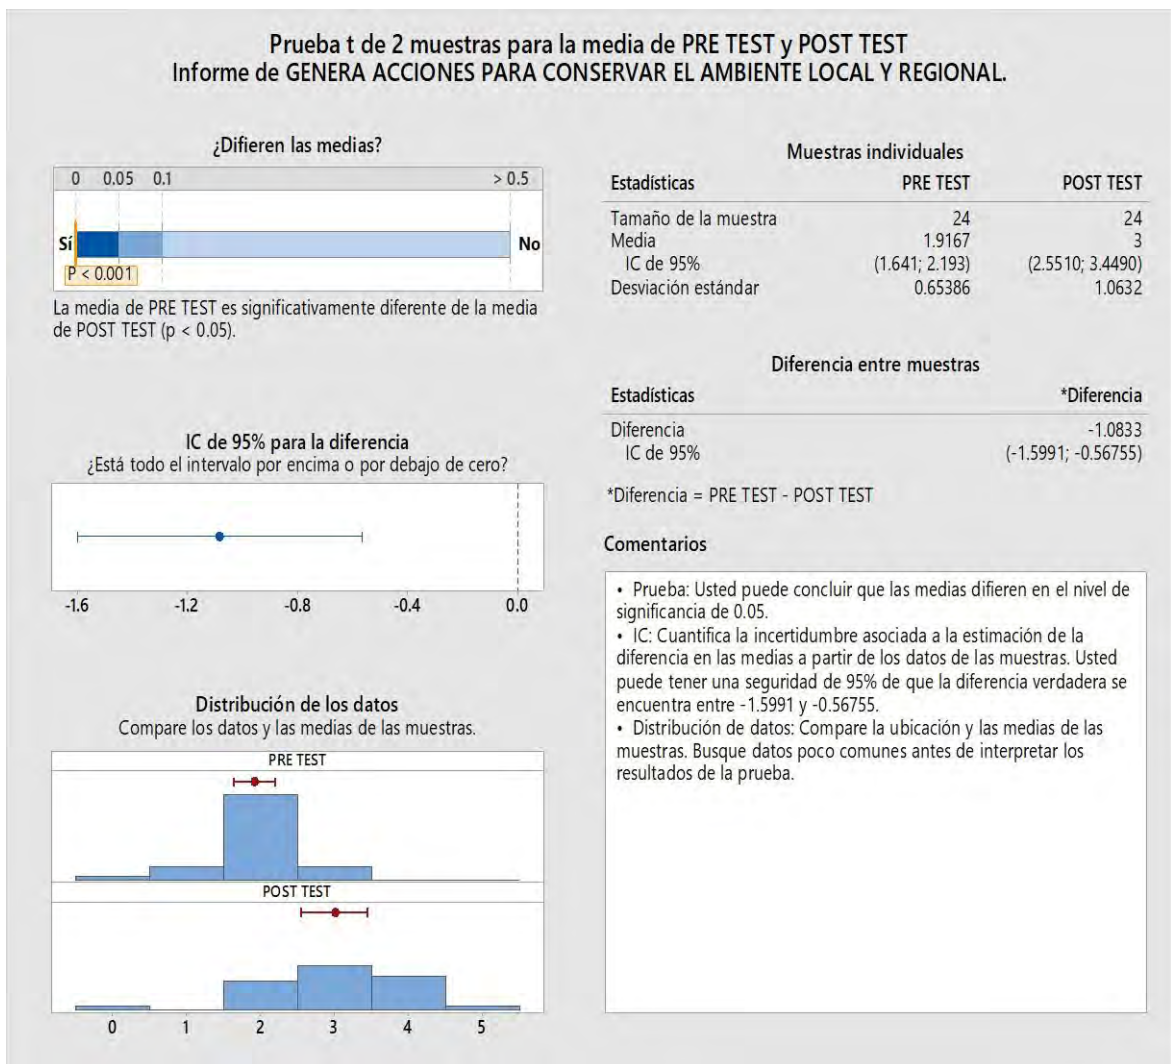 Prueba t de 2 muestras para la media de PRE TEST y POST TEST
Informe de GENERA ACCIONES PARA CONSERVAR EL AMBIENTE LOCAL Y REGIONAL.
¿Difieren las medias?
0 0.05 0.1 > 0.5
Sí No
P < 0.001
La media de PRE TEST es significativamente diferente de la media
de POST TEST (p < 0.05).
IC de 95% para la diferencia
¿Está todo el intervalo por encima o por debajo de cero?
-1.6 -1.2 -0.8 -0.4 0.0
Distribución de los datos
Compare los datos y las medias de las muestras.
PRE TEST
POST TEST
0 1 2 3 4 5
Muestras individuales
Estadísticas PRE TEST POST TEST
Tamaño de la muestra 24 24
Media 1.9167 3
IC de 95% (1.641; 2.193) (2.5510; 3.4490)
Desviación estándar 0.65386 1.0632
Diferencia entre muestras
Estadísticas *Diferencia
Diferencia -1.0833
IC de 95% (-1.5991; -0.56755)
*Diferencia = PRE TEST - POST TEST
Comentarios
• Prueba: Usted puede concluir que las medias difieren en el nivel de
significancia de 0.05.
• IC: Cuantifica la incertidumbre asociada a la estimación de la
diferencia en las medias a partir de los datos de las muestras. Usted
puede tener una seguridad de 95% de que la diferencia verdadera se
encuentra entre -1.5991 y -0.56755.
• Distribución de datos: Compare la ubicación y las medias de las
muestras. Busque datos poco comunes antes de interpretar los
resultados de la prueba.